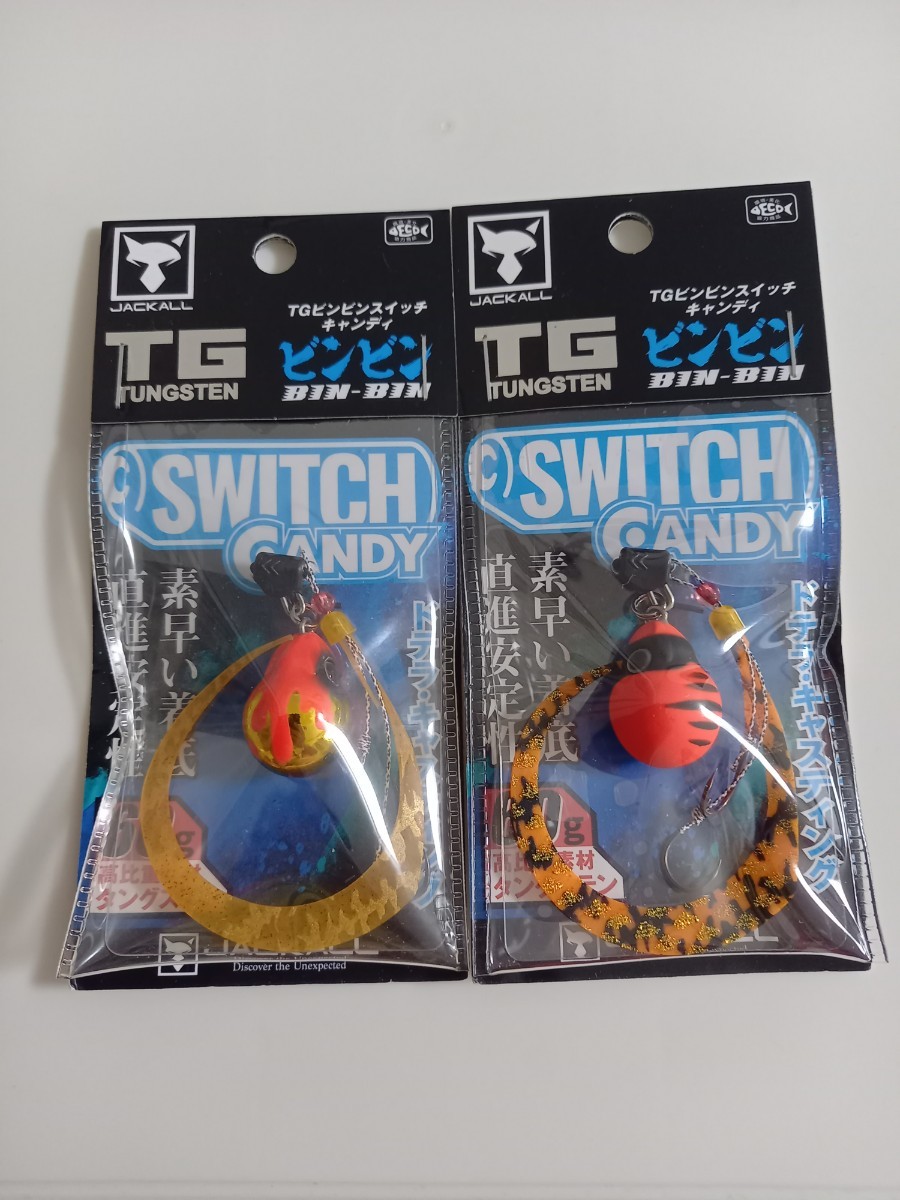 JACKALL
TG
TUNGSTEN
TGビンビンスイッチ
キャンディ
ビンビン
BIN-BIN
ECO
SWITCH
CANDY
素早い着底
直進安定性
ドテラ・キャスティング
g
高比重
タングス
JACKALL
Discover the Unexpected
JACKALL
TG
TUNGSTEN
TGビンビンスイッチ
キャンディ
ビンビン
BIN-BIN
ECO
SWITCH
CANDY
素早い着底
直進安定性
ドテラ・キャスティング
g
高比重素材
タングステン
JACKALL